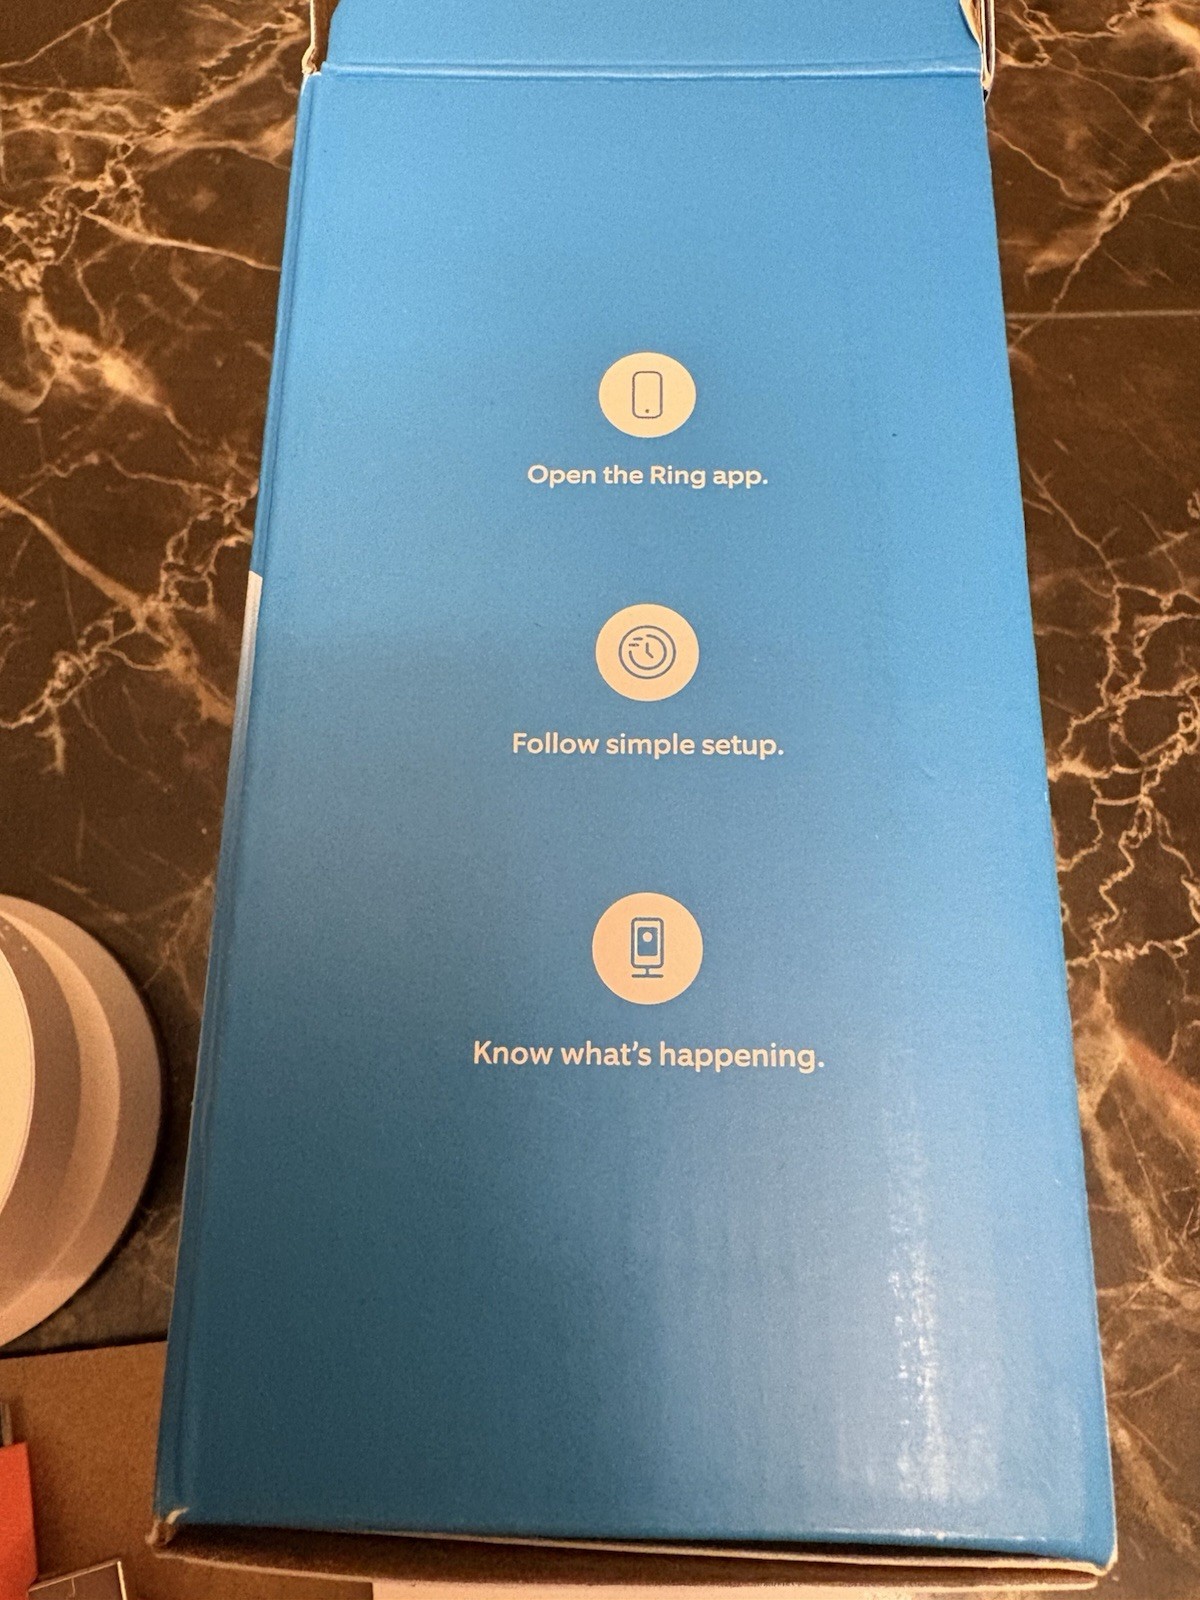 Open the Ring app.
Follow simple setup.
Know what's happening.